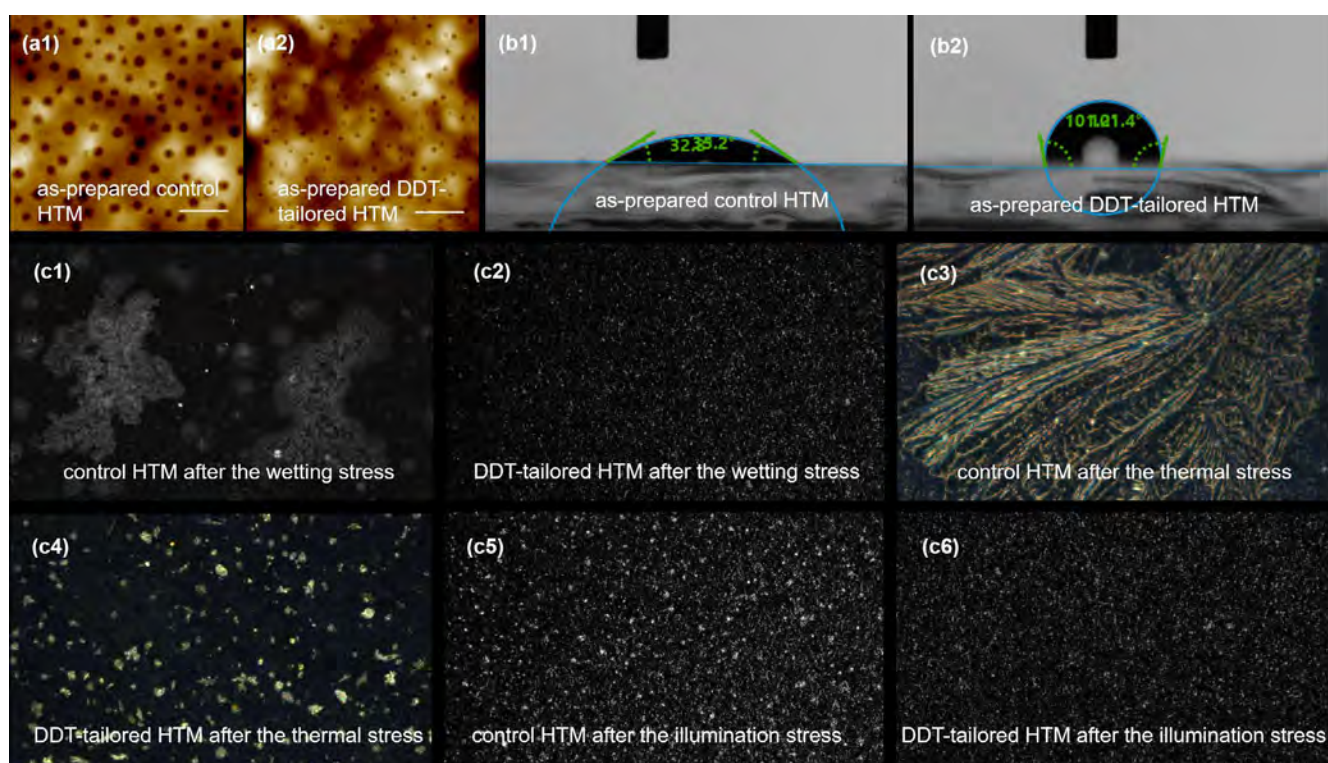 (a1)
as-prepared control
HTM
(a2)
as-prepared DDT-
tailored HTM
(b1)
as-prepared control HTM
(b2)
as-prepared DDT-tailored HTM
(c1)
control HTM after the wetting stress
(c2)
DDT-tailored HTM after the wetting stress
(c3)
control HTM after the thermal stress
(c4)
DDT-tailored HTM after the thermal stress
(c5)
control HTM after the illumination stress
(c6)
DDT-tailored HTM after the illumination stress